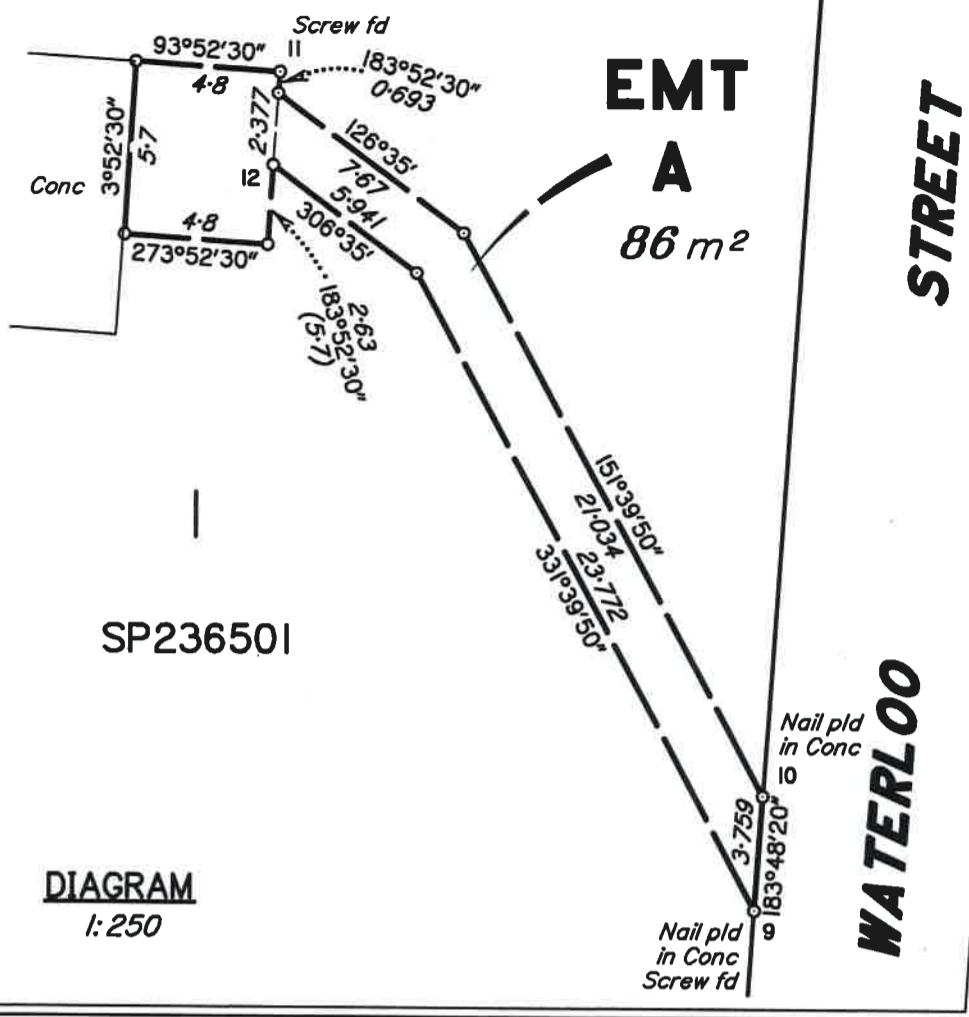 Screw fd
93°52'30"
11
4·8
183°52'30"
0·693
EMT
A
86 m²
STREET
3°52'30"
5·7
2·377
126°35'
7·67
5·941
306°35'
Conc
12
4·8
273°52'30"
2·63
183°52'30"
(5·7)
151°39'50"
21·034
23·772
331°39'50"
1
SP236501
Nail pld
in Conc
10
3·759
183°48'20"
WATERLOO
DIAGRAM
1:250
9
Nail pld
in Conc
Screw fd